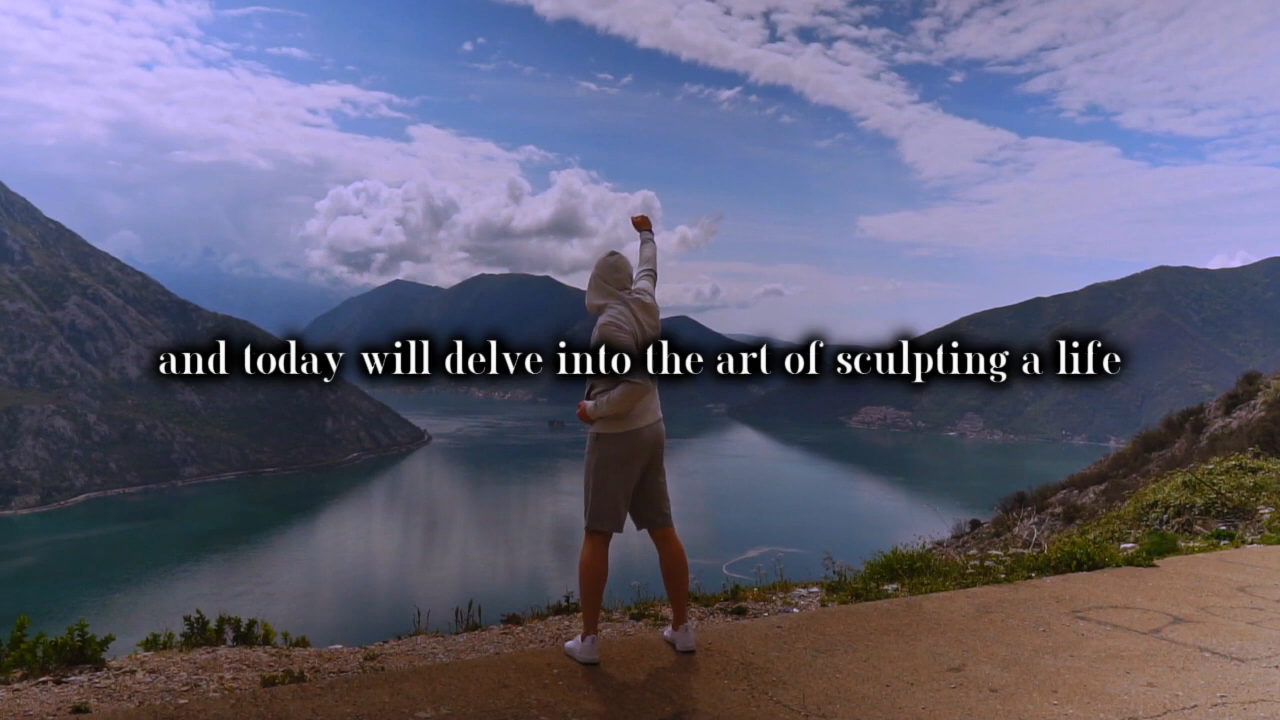 and today will delve into the art of sculpting a life